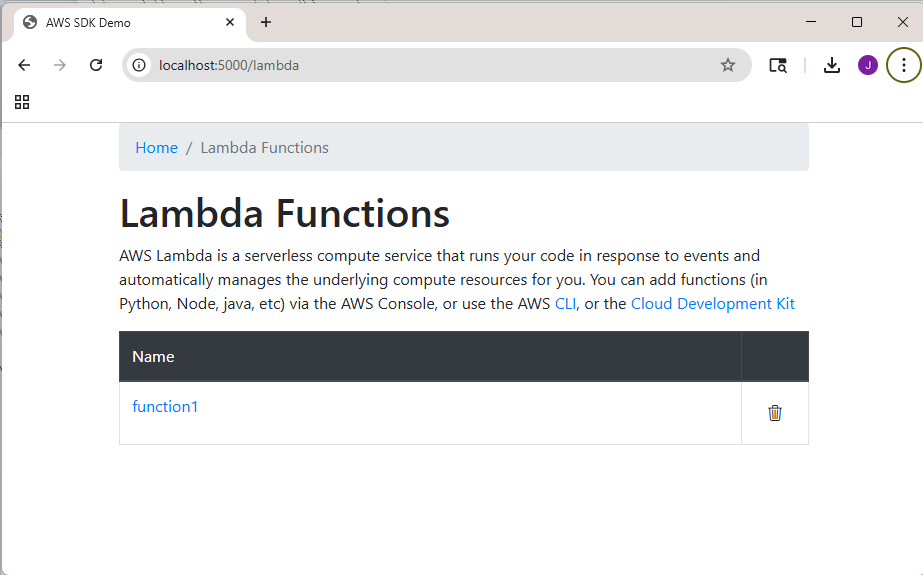 AWS SDK Demo
localhost:5000/lambda
J
Home / Lambda Functions
Lambda Functions
AWS Lambda is a serverless compute service that runs your code in response to events and
automatically manages the underlying compute resources for you. You can add functions (in
Python, Node, java, etc) via the AWS Console, or use the AWS CLI, or the Cloud Development Kit
Name
function1